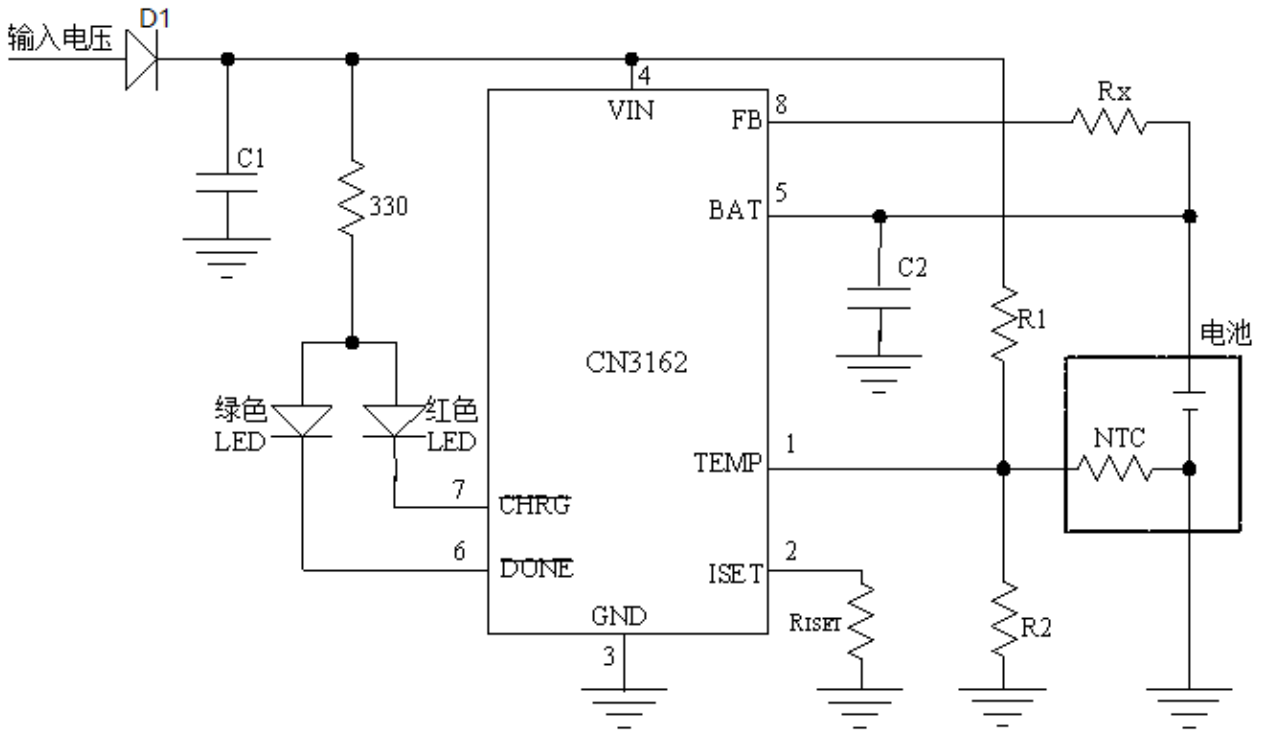 D1
输入电压
4
VIN
8
FB
Rx
C1
330
5
BAT
C2
R1
CN3162
电池
绿色
LED
红色
LED
1
TEMP
NTC
7
CHRG
6
DONE
2
ISET
GND
RISET
R2
3